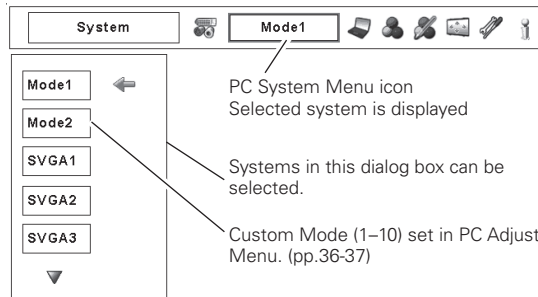 System
Mode1
Mode1
PC System Menu icon
Selected system is displayed
Mode2
SVGA1
Systems in this dialog box can be
selected.
SVGA2
SVGA3
Custom Mode (1–10) set in PC Adjust
Menu. (pp.36-37)